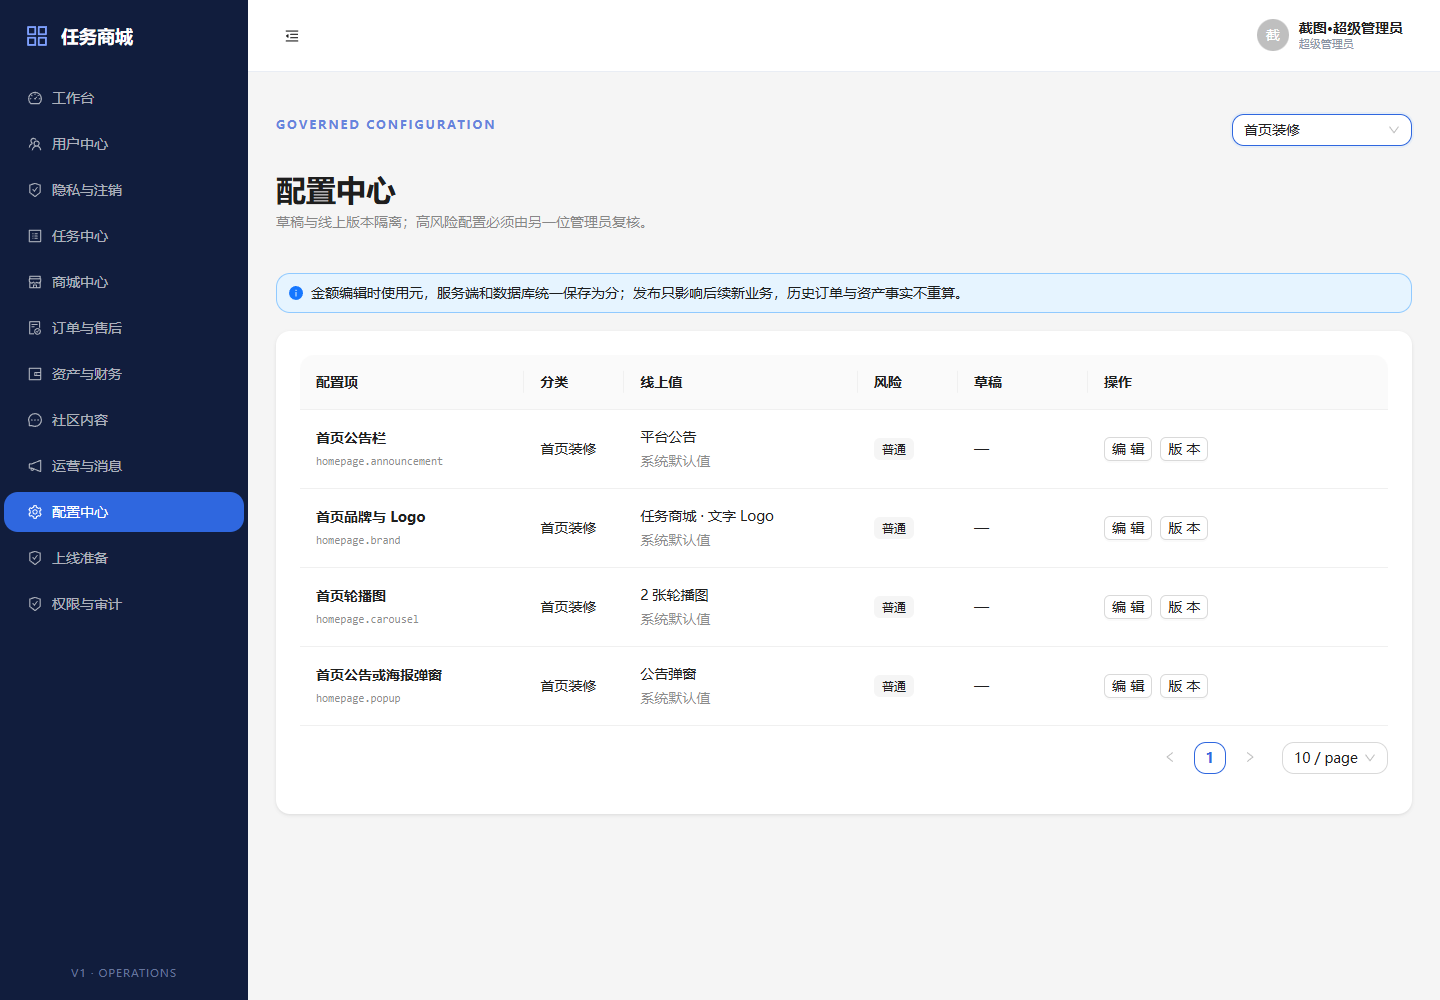 任务商城
工作台
用户中心
隐私与注销
任务中心
商城中心
订单与售后
资产与财务
社区内容
运营与消息
配置中心
上线准备
权限与审计
V1 · OPERATIONS
截
截图•超级管理员
超级管理员
GOVERNED CONFIGURATION
首页装修
配置中心
草稿与线上版本隔离；高风险配置必须由另一位管理员复核。
金额编辑时使用元，服务端和数据库统一保存为分；发布只影响后续新业务，历史订单与资产事实不重算。
配置项 分类 线上值 风险 草稿 操作
首页公告栏 首页装修 平台公告 普通 — 编辑 版本
homepage.announcement 系统默认值
首页品牌与 Logo 首页装修 任务商城 · 文字 Logo 普通 — 编辑 版本
homepage.brand 系统默认值
首页轮播图 首页装修 2 张轮播图 普通 — 编辑 版本
homepage.carousel 系统默认值
首页公告或海报弹窗 首页装修 公告弹窗 普通 — 编辑 版本
homepage.popup 系统默认值
1 10 / page